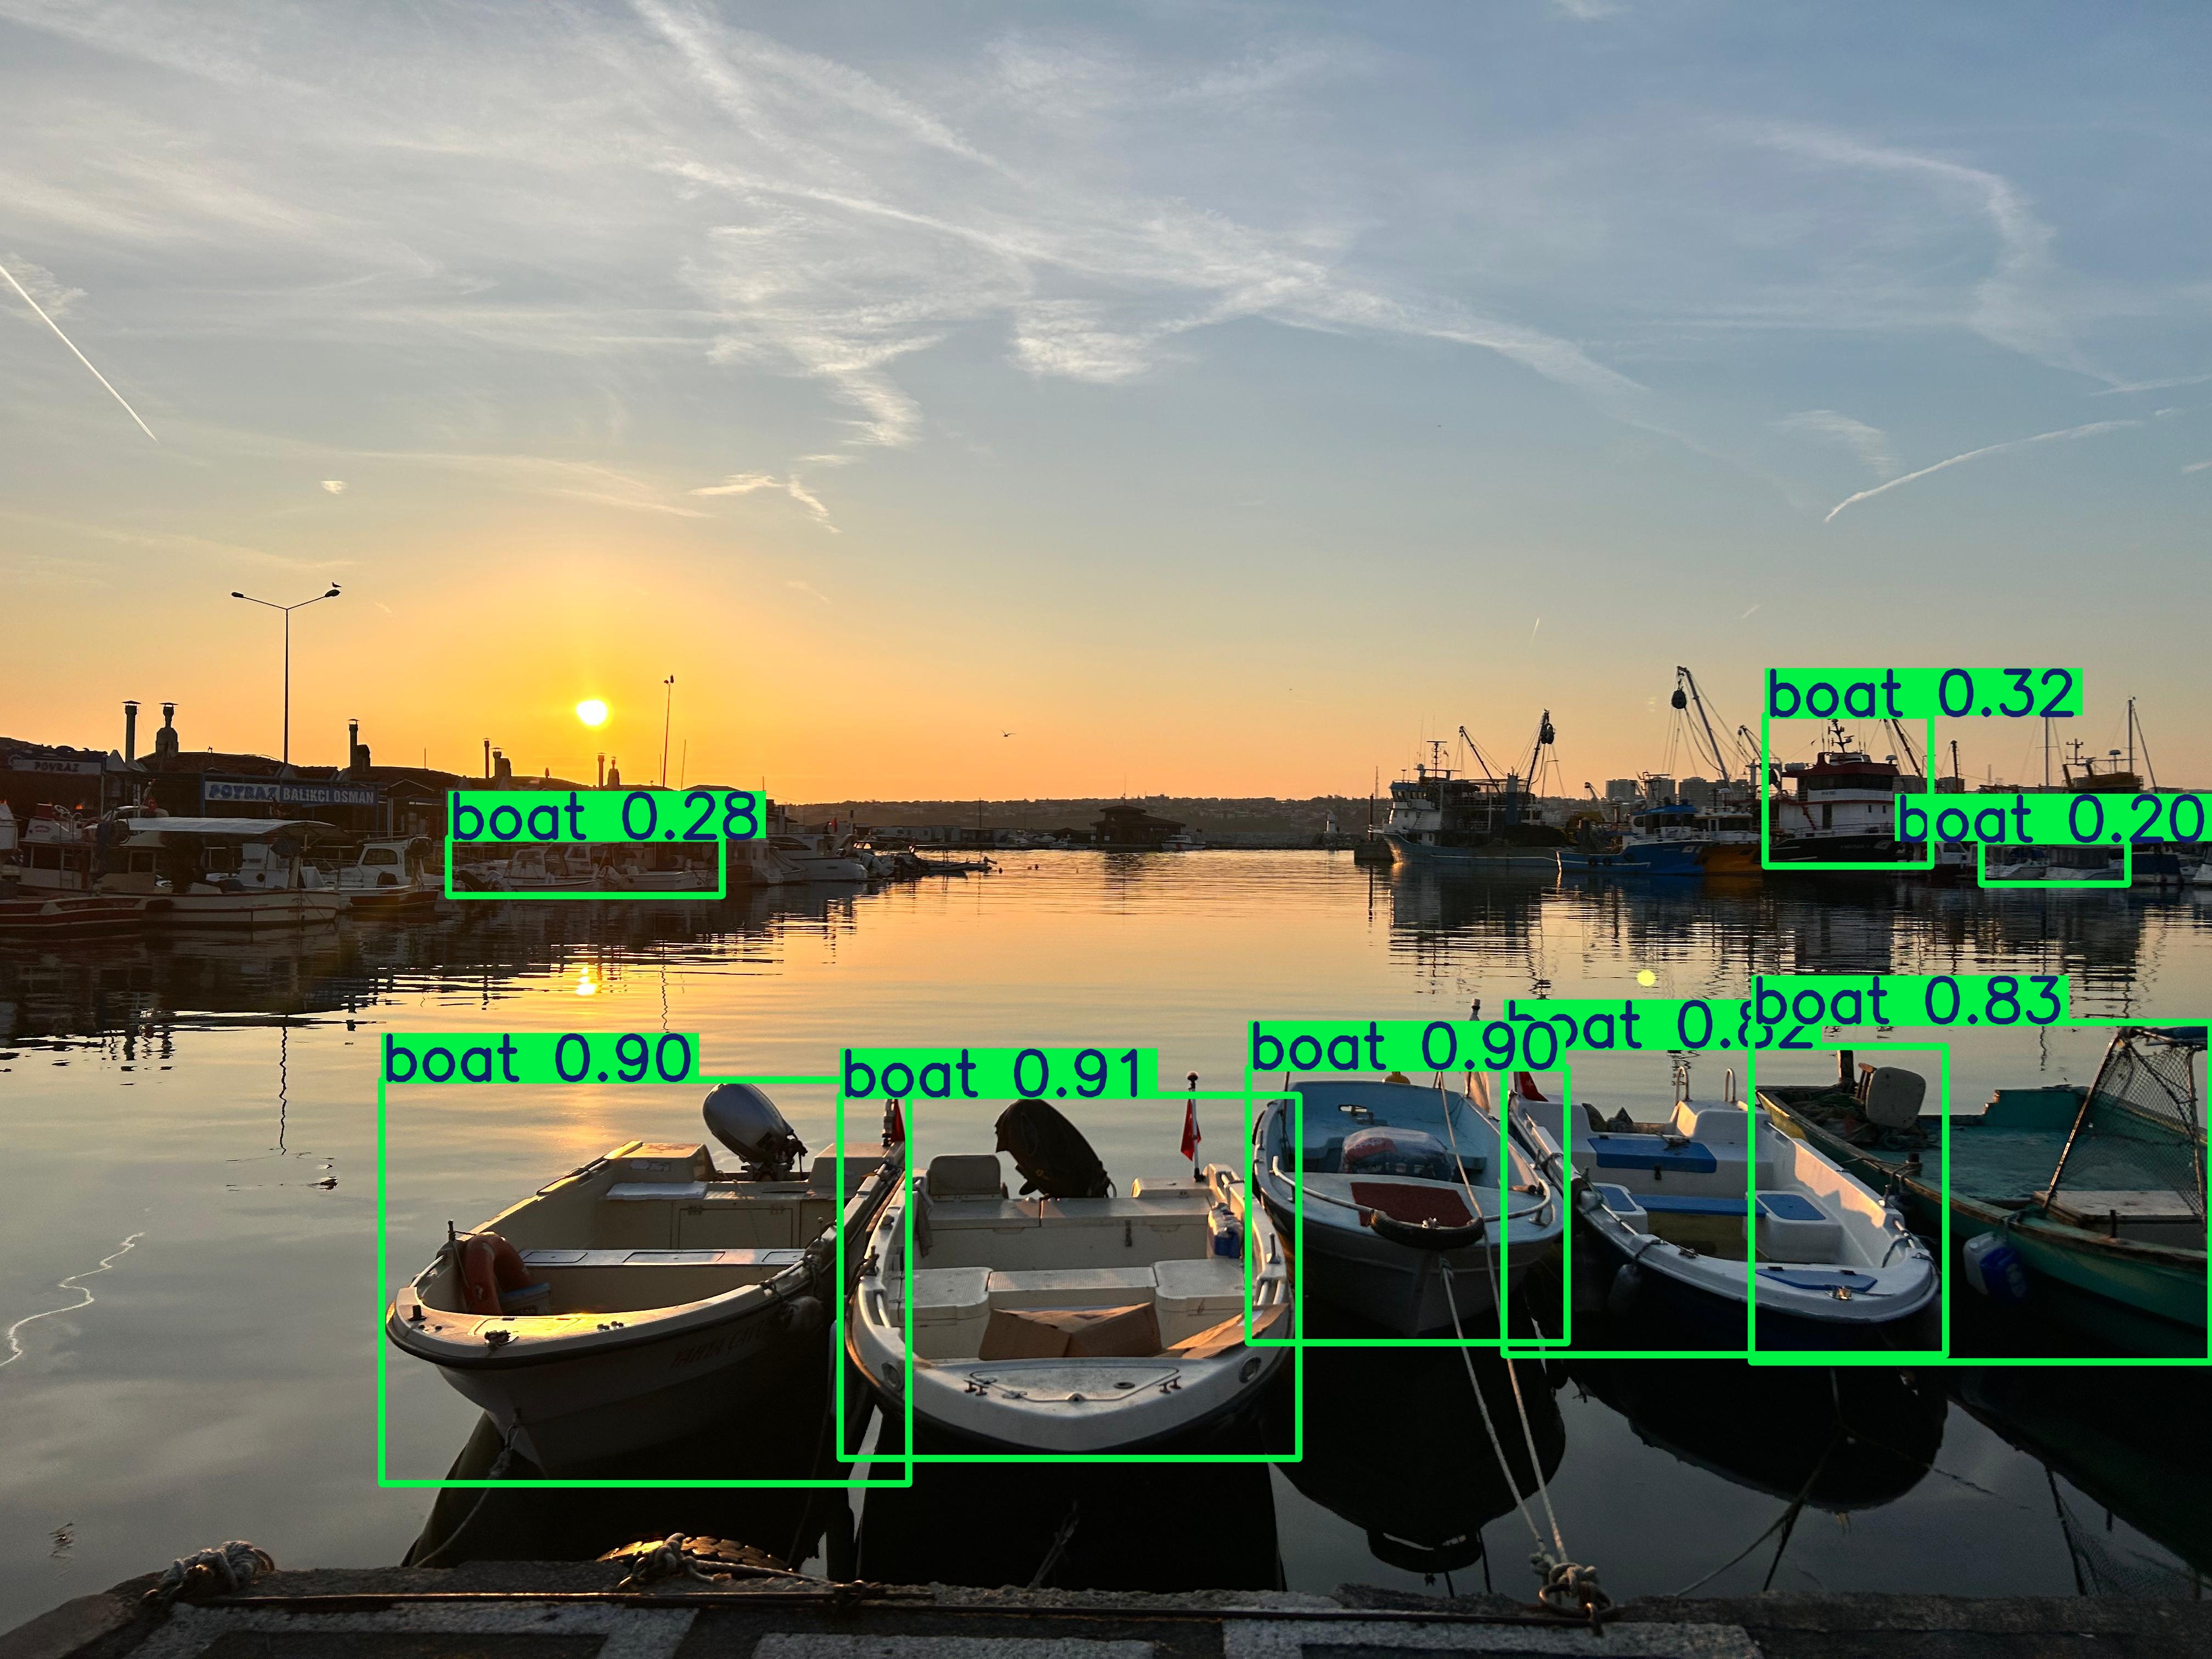 boat 0.32
POYRAZ
POYRAZ BALIKCI OSMAN
boat 0.28
boat 0.20
boat 0.83
boat 0.82
boat 0.90
boat 0.90
boat 0.91